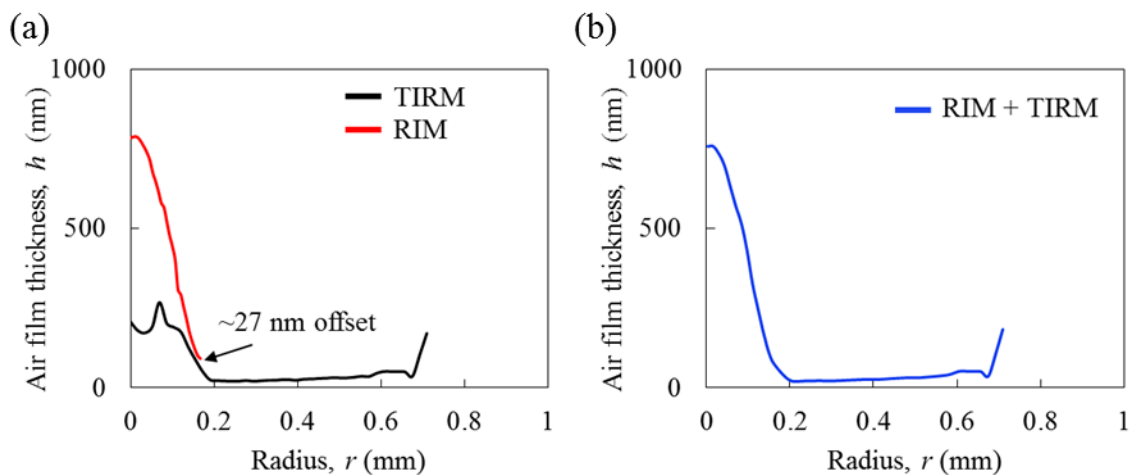 (a)
1000
500
0
Air film thickness, h (nm)
TIRM
RIM
~27 nm offset
0 0.2 0.4 0.6 0.8 1
Radius, r (mm)
(b)
1000
500
0
Air film thickness, h (nm)
RIM + TIRM
0 0.2 0.4 0.6 0.8 1
Radius, r (mm)